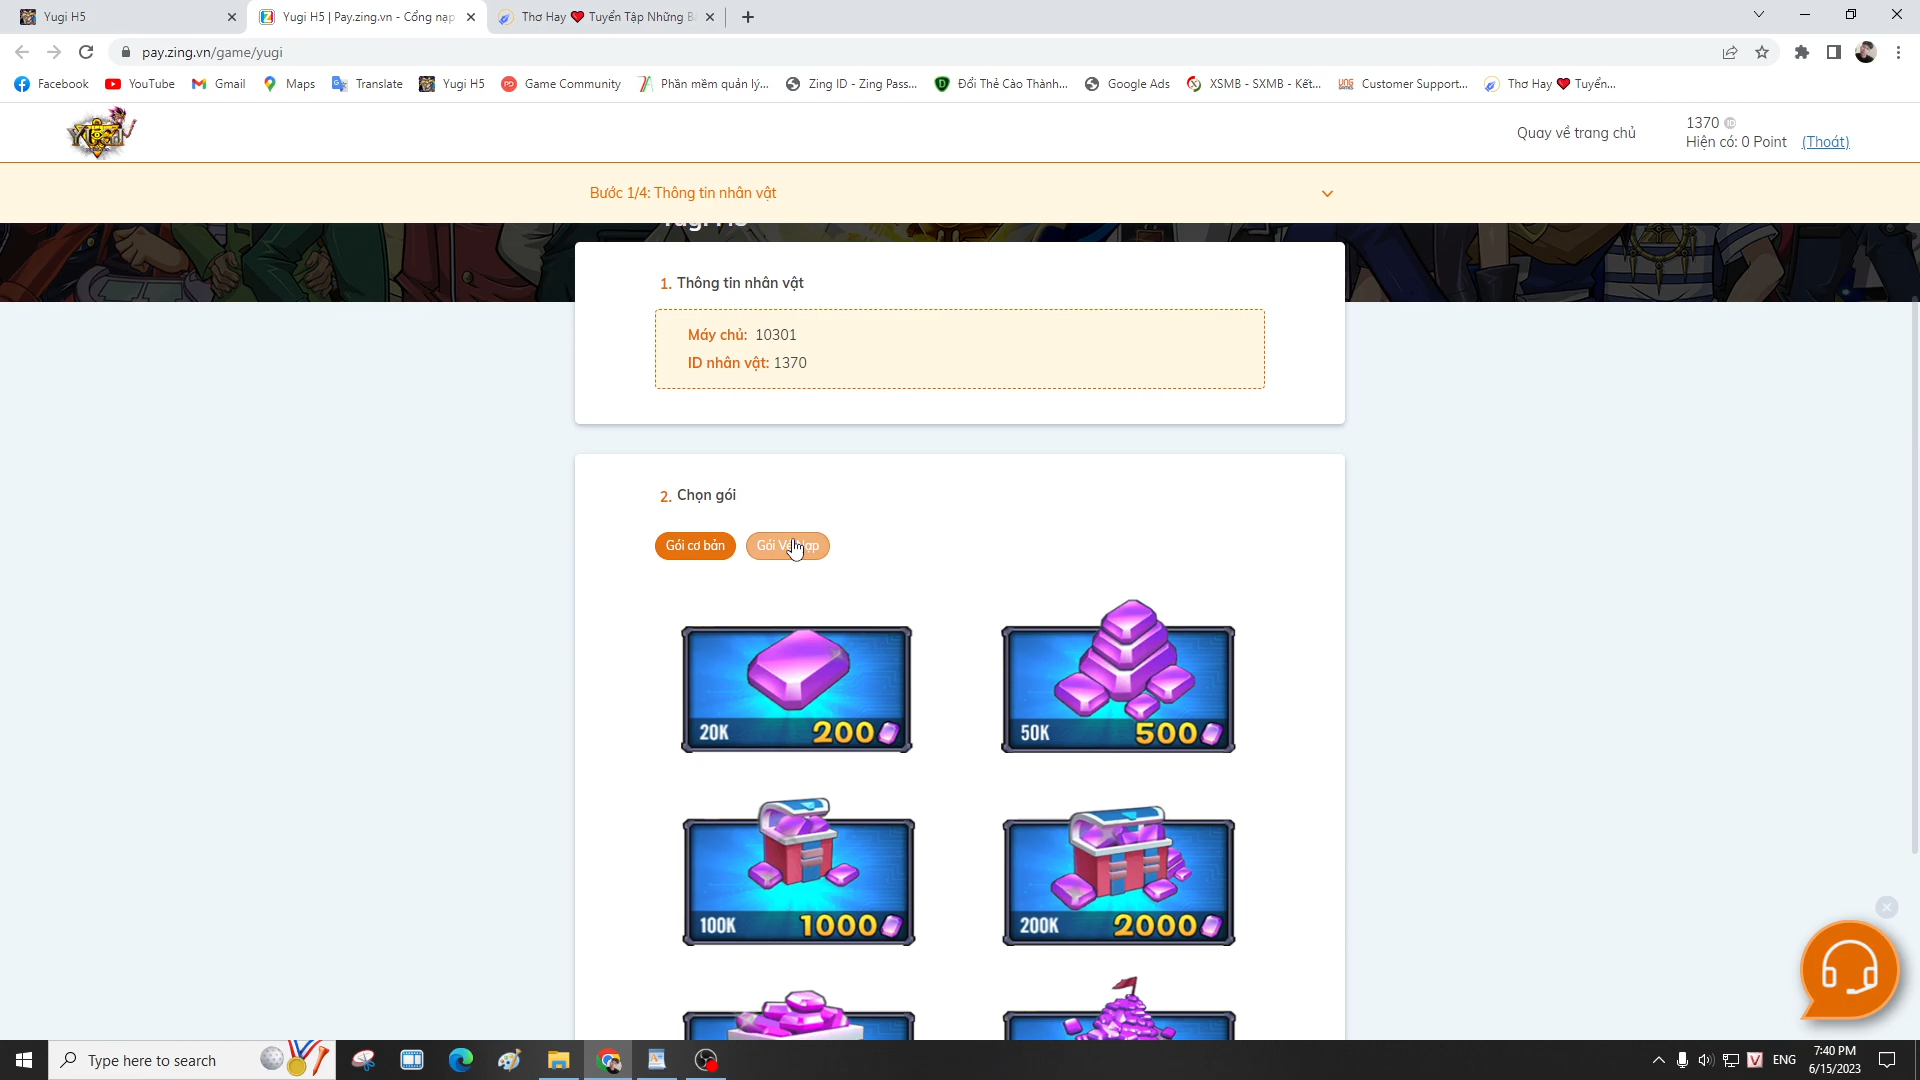 Yugi H5
Yugi H5 | Pay.zing.vn - Cổng nạp
Thơ Hay ❤ Tuyển Tập Những B
pay.zing.vn/game/yugi
Facebook
YouTube
Gmail
Maps
Translate
Yugi H5
Game Community
Phần mềm quản lý...
Zing ID - Zing Pass...
Đổi Thẻ Cào Thành...
Google Ads
XSMB - SXMB - Kết...
Customer Support...
Thơ Hay ❤ Tuyển...
Quay về trang chủ
1370 ID
Hiện có: 0 Point (Thoát)
Bước 1/4: Thông tin nhân vật
Yugi H5
1. Thông tin nhân vật
Máy chủ: 10301
ID nhân vật: 1370
2. Chọn gói
Gói cơ bản
Gói
20K 200
50K 500
100K 1000
200K 2000
Type here to search
ENG
7:40 PM
6/15/2023